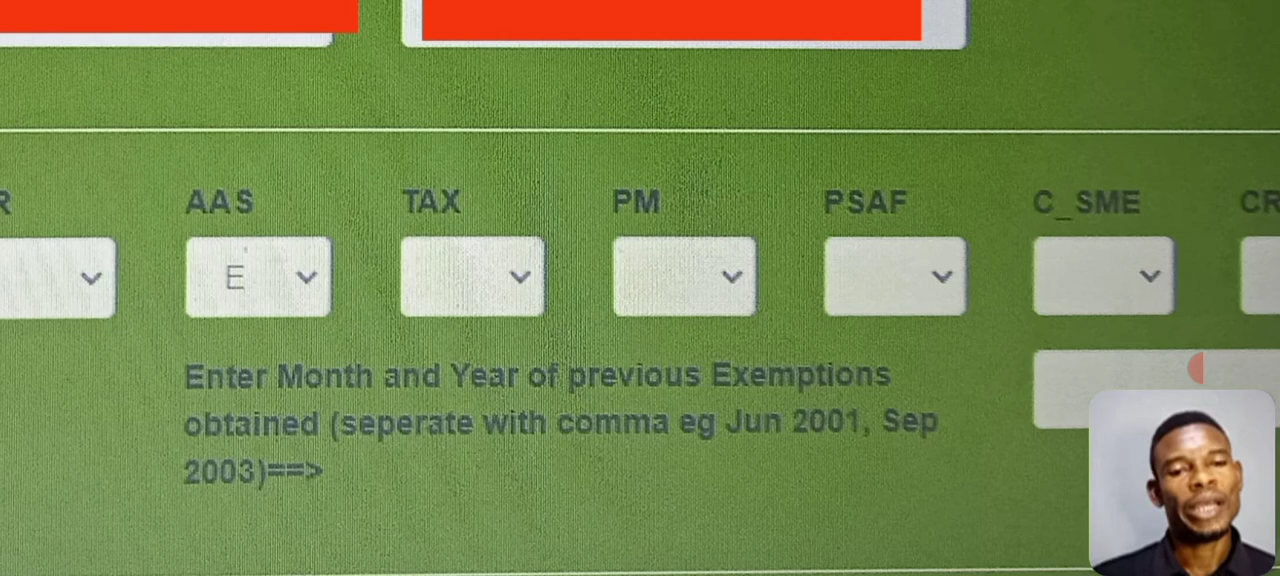 R AAS TAX PM PSAF C_SME CR
E
Enter Month and Year of previous Exemptions
obtained (seperate with comma eg Jun 2001, Sep
2003)==>